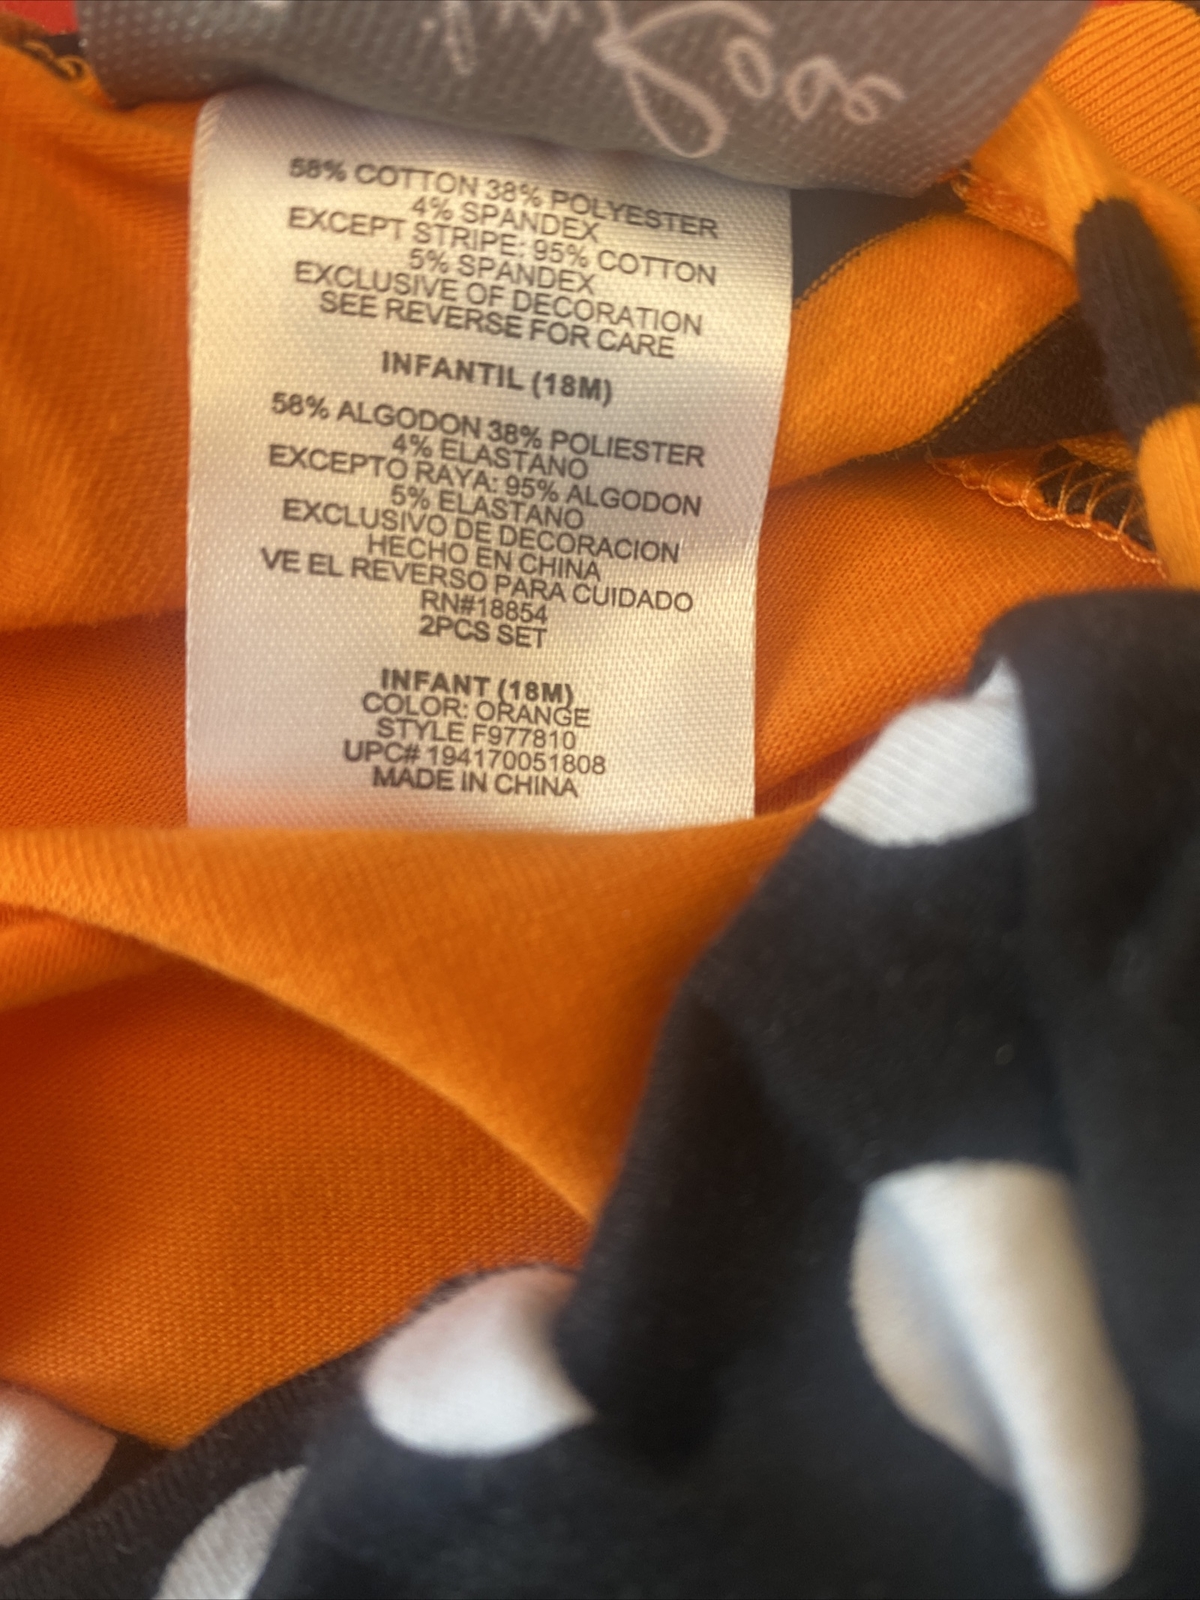 58% COTTON 38% POLYESTER
4% SPANDEX
EXCEPT STRIPE: 95% COTTON
5% SPANDEX
EXCLUSIVE OF DECORATION
SEE REVERSE FOR CARE
INFANTIL (18M)
58% ALGODON 38% POLIESTER
4% ELASTANO
EXCEPTO RAYA: 95% ALGODON
5% ELASTANO
EXCLUSIVO DE DECORACION
HECHO EN CHINA
VE EL REVERSO PARA CUIDADO
RN#18854
2PCS SET
INFANT (18M)
COLOR: ORANGE
STYLE F977810
UPC# 194170051808
MADE IN CHINA